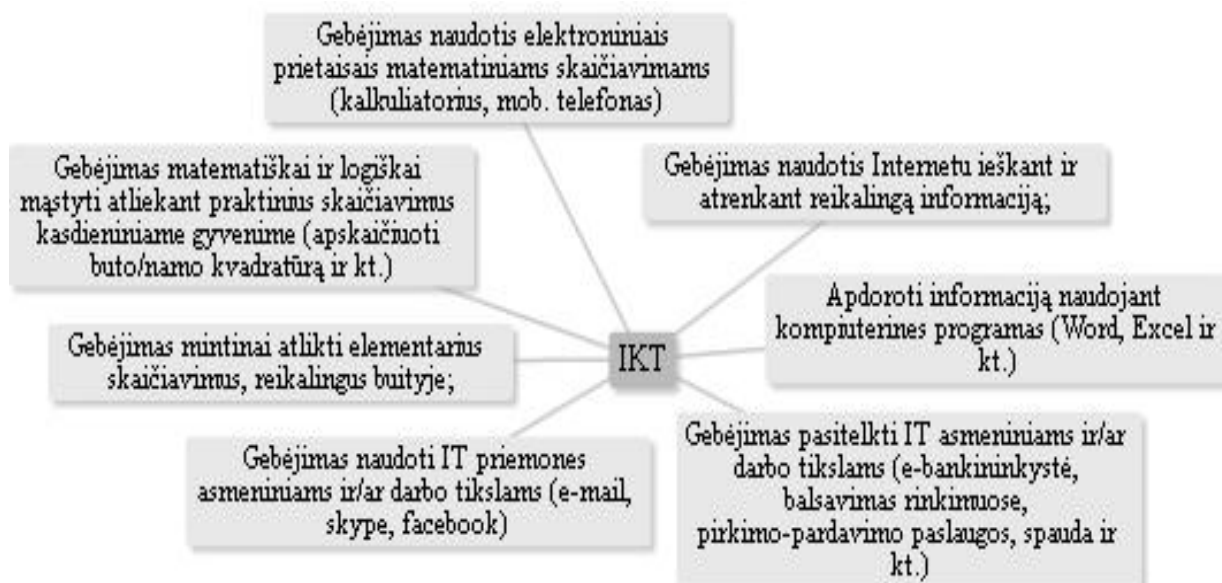 Gebėjimas naudotis elektroniniais
prietaisais matematiniams skaičiavimams
(kalkuliatorius, mob. telefonas)
Gebėjimas matematiškai ir logiškai
mąstyti atliekant praktinius skaičiavimus
kasdieniniame gyvenime (apskaičiuoti
buto/namo kvadratūrą ir kt.)
Gebėjimas naudotis Internetu ieškant ir
atrenkant reikalingą informaciją;
Apdoroti informaciją naudojant
kompiuterines programas (Word, Excel ir
kt.)
IKT
Gebėjimas mintinai atlikti elementarius
skaičiavimus, reikalingus buityje;
Gebėjimas naudoti IT priemones
asmeniniams ir/ar darbo tikslams (e-mail,
skype, facebook)
Gebėjimas pasitelkti IT asmeniniams ir/ar
darbo tikslams (e-bankininkystė,
balsavimas rinkimuose,
pirkimo-pardavimo paslaugos, spauda ir
kt.)